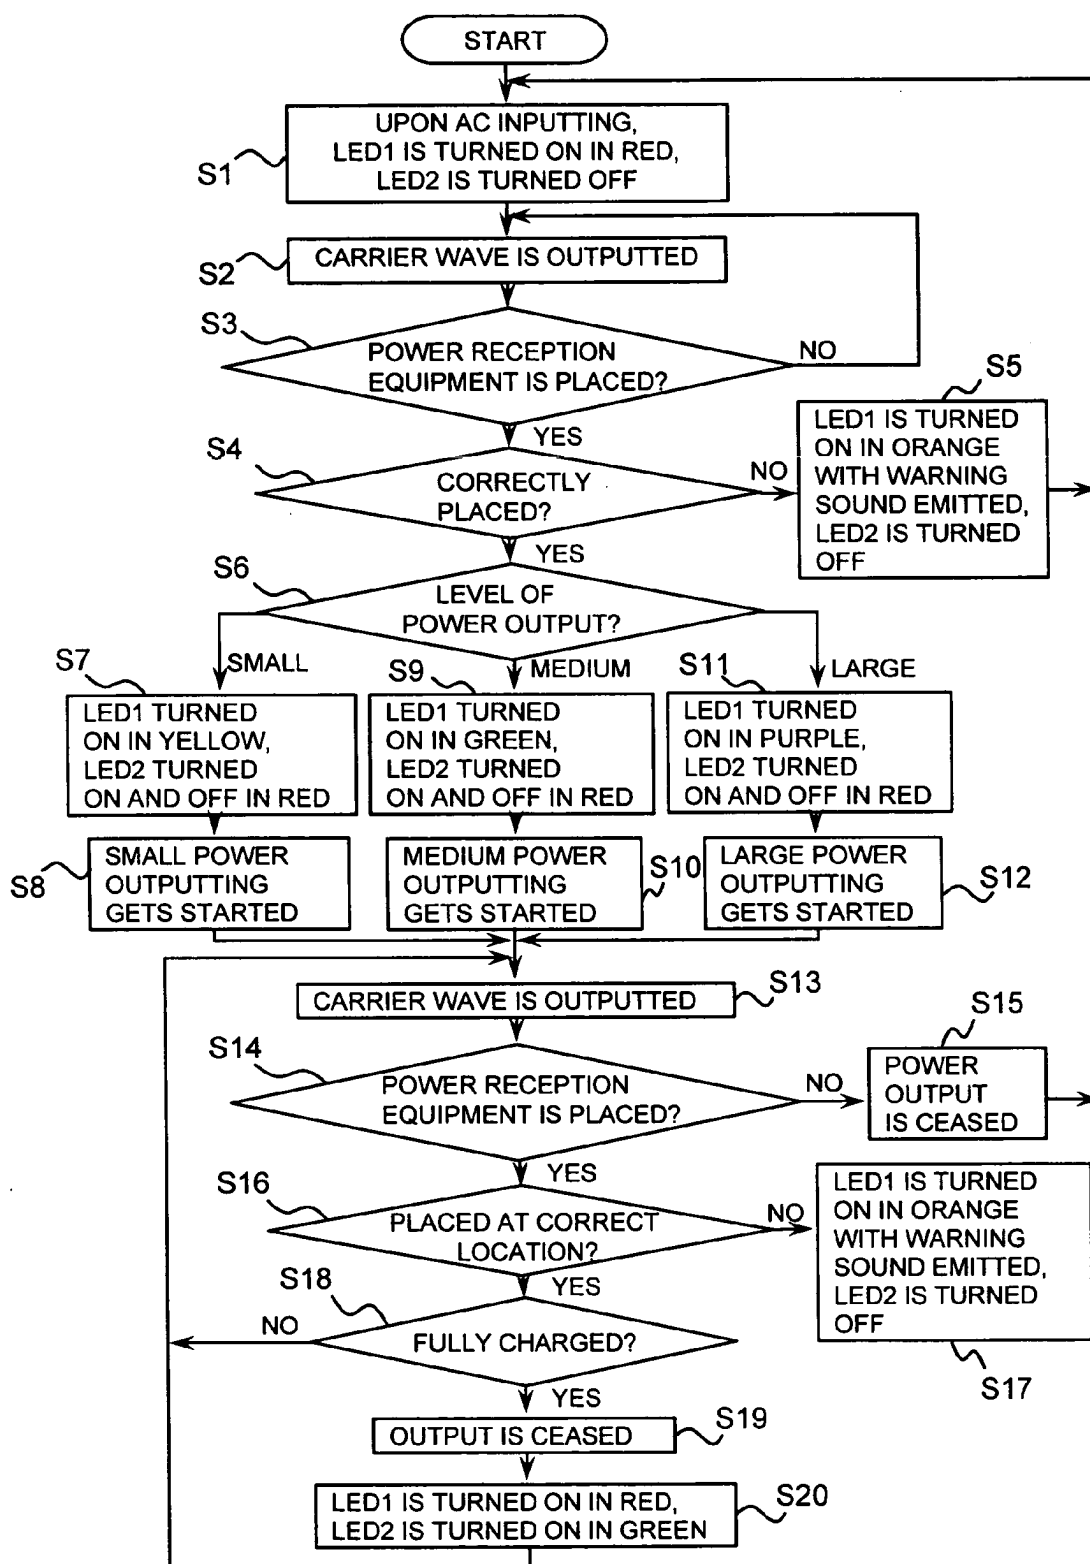 START
UPON AC INPUTTING,
LED1 IS TURNED ON IN RED,
LED2 IS TURNED OFF
S1
CARRIER WAVE IS OUTPUTTED
S2
S3
POWER RECEPTION
EQUIPMENT IS PLACED?
NO
YES
S4
CORRECTLY
PLACED?
NO
S5
LED1 IS TURNED
ON IN ORANGE
WITH WARNING
SOUND EMITTED,
LED2 IS TURNED
OFF
YES
S6
LEVEL OF
POWER OUTPUT?
SMALL
MEDIUM
LARGE
S7
LED1 TURNED
ON IN YELLOW,
LED2 TURNED
ON AND OFF IN RED
S9
LED1 TURNED
ON IN GREEN,
LED2 TURNED
ON AND OFF IN RED
S11
LED1 TURNED
ON IN PURPLE,
LED2 TURNED
ON AND OFF IN RED
S8
SMALL POWER
OUTPUTTING
GETS STARTED
MEDIUM POWER
OUTPUTTING
GETS STARTED
S10
LARGE POWER
OUTPUTTING
GETS STARTED
S12
CARRIER WAVE IS OUTPUTTED
S13
S14
POWER RECEPTION
EQUIPMENT IS PLACED?
NO
S15
POWER
OUTPUT
IS CEASED
YES
S16
PLACED AT CORRECT
LOCATION?
NO
LED1 IS TURNED
ON IN ORANGE
WITH WARNING
SOUND EMITTED,
LED2 IS TURNED
OFF
S17
YES
S18
NO
FULLY CHARGED?
YES
OUTPUT IS CEASED
S19
LED1 IS TURNED ON IN RED,
LED2 IS TURNED ON IN GREEN
S20